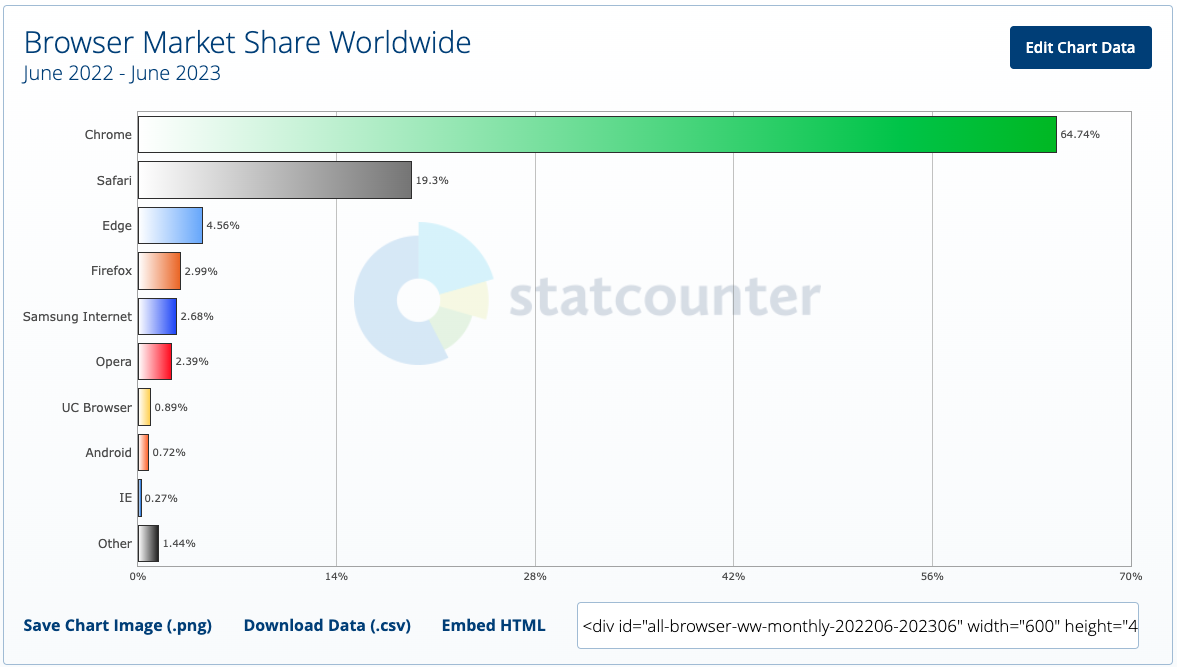 Browser Market Share Worldwide
June 2022 - June 2023
Edit Chart Data
Chrome 64.74%
Safari 19.3%
Edge 4.56%
Firefox 2.99%
Samsung Internet 2.68%
Opera 2.39%
UC Browser 0.89%
Android 0.72%
IE 0.27%
Other 1.44%
statcounter
0% 14% 28% 42% 56% 70%
Save Chart Image (.png) Download Data (.csv) Embed HTML <div id="all-browser-ww-monthly-202206-202306" width="600" height="4